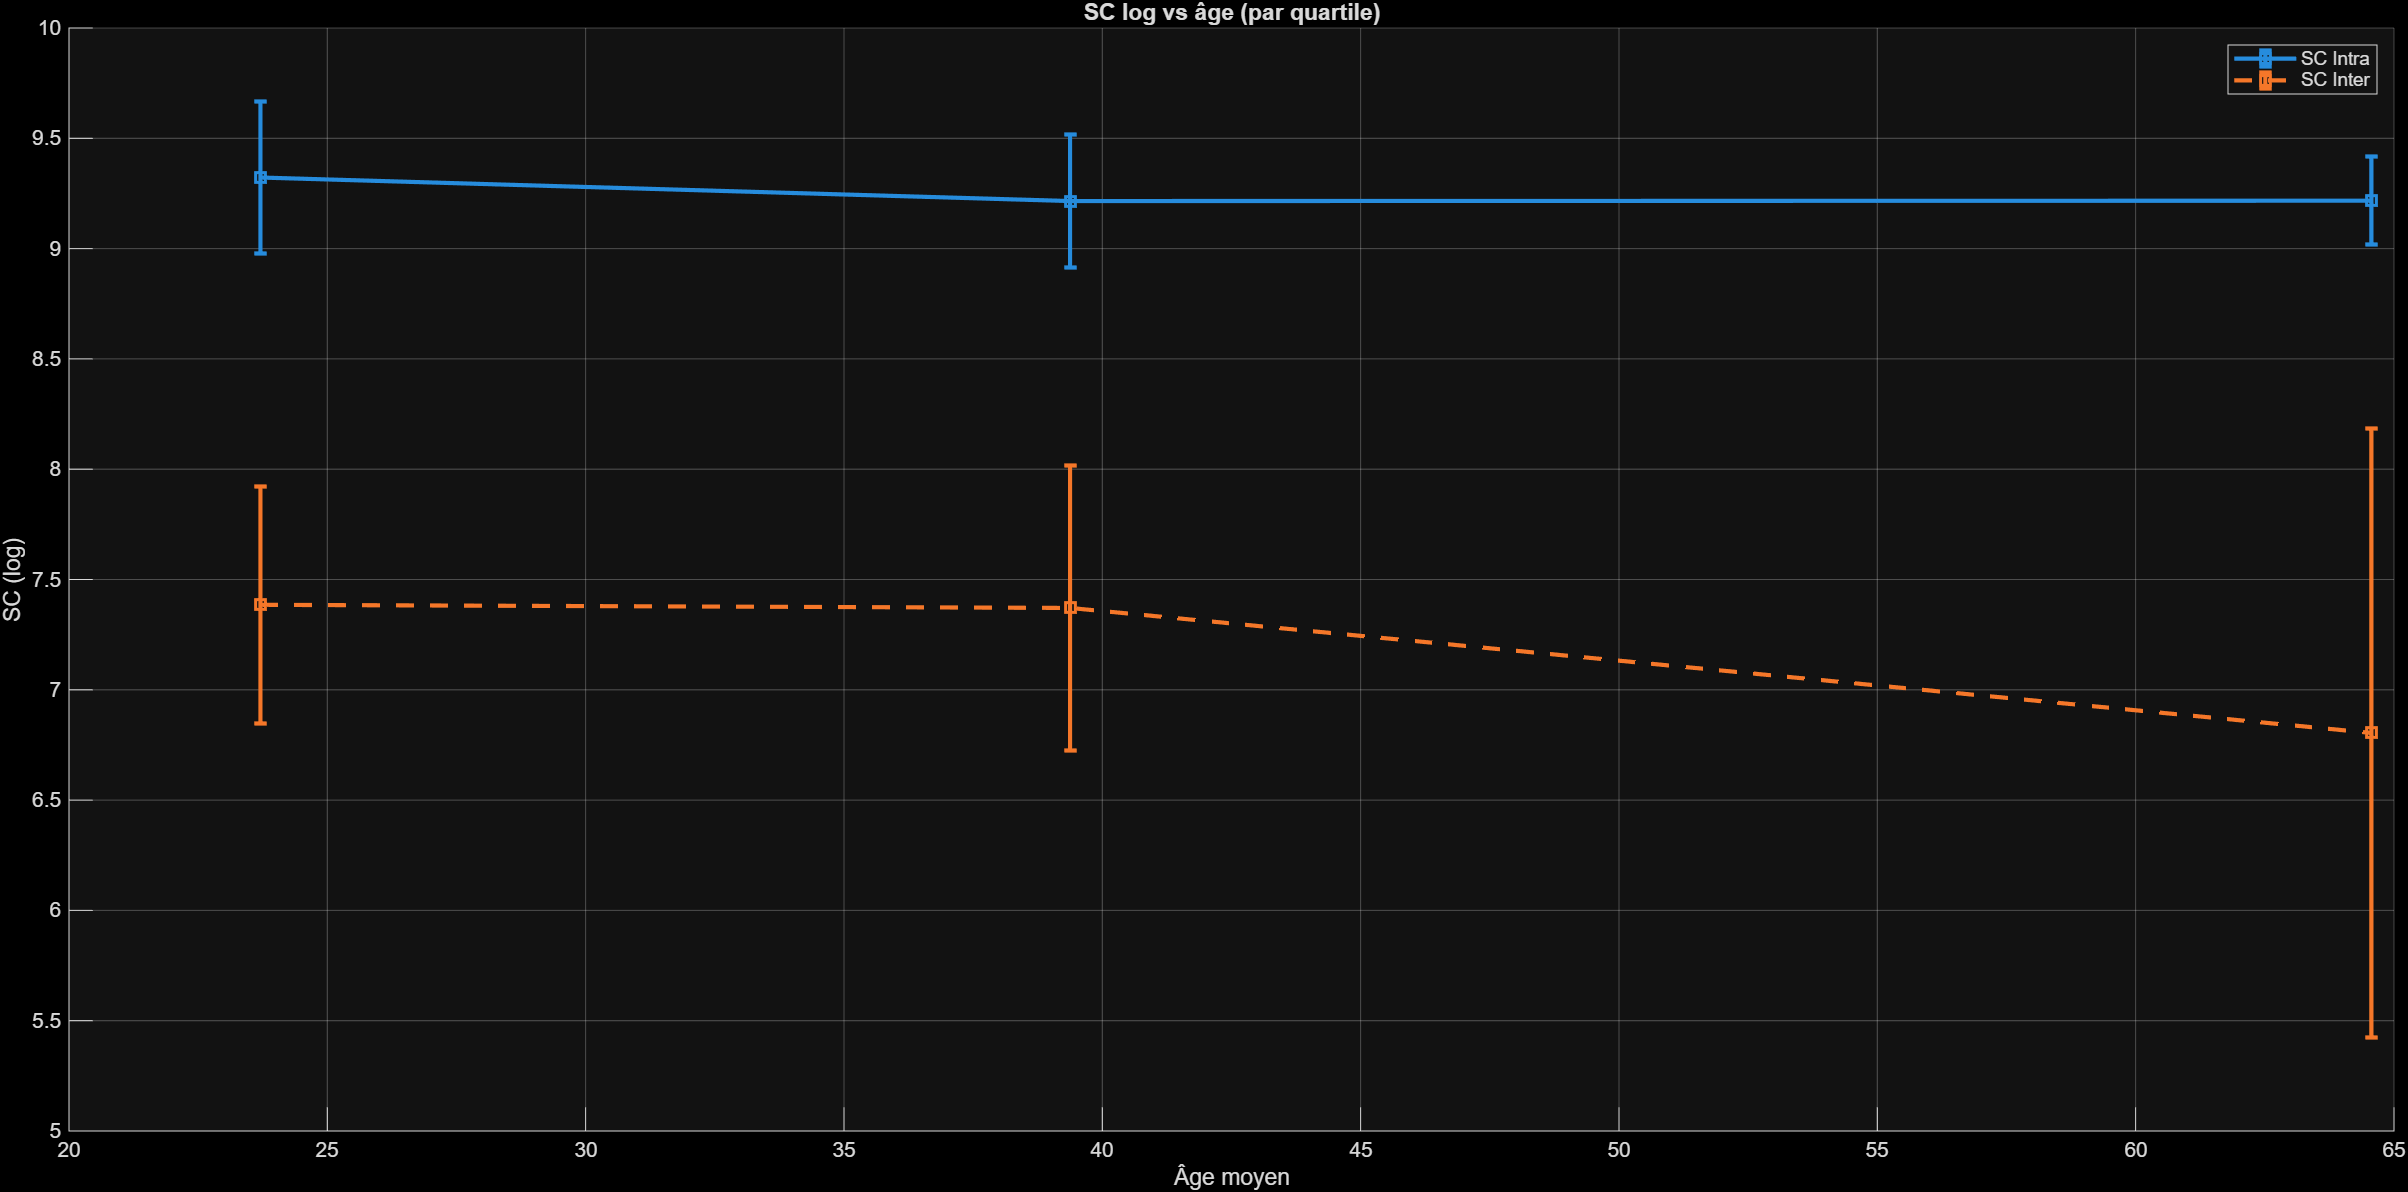 SC log vs âge (par quartile)
SC Intra
SC Inter
10
9.5
9
8.5
8
7.5
7
6.5
6
5.5
5
SC (log)
20 25 30 35 40 45 50 55 60 65
Âge moyen